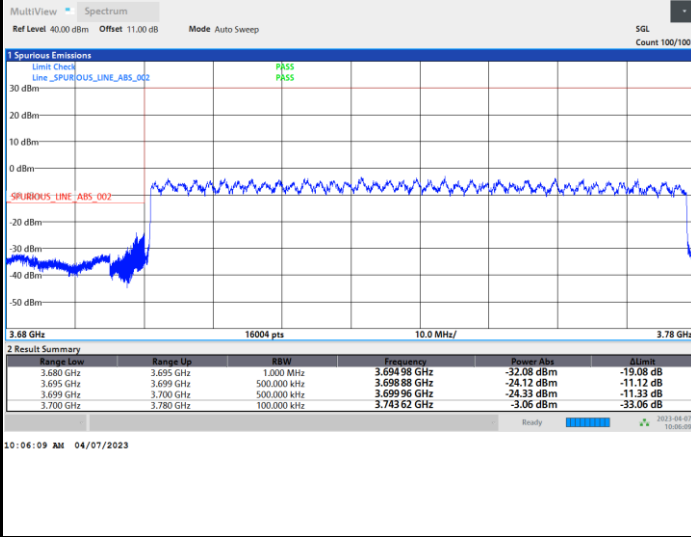 MultiView Spectrum
Ref Level 40.00 dBm Offset 11.00 dB Mode Auto Sweep SGL
Count 100/100
1 Spurious Emissions
Limit Check PASS
Line _SPURIOUS_LINE_ABS_002 PASS
30 dBm
20 dBm
10 dBm
0 dBm
_SPURIOUS_LINE_ABS_002
-20 dBm
-30 dBm
-40 dBm
-50 dBm
3.68 GHz 16004 pts 10.0 MHz/ 3.78 GHz
2 Result Summary
Range Low Range Up RBW Frequency Power Abs ΔLimit
3.680 GHz 3.695 GHz 1.000 MHz 3.694 98 GHz -32.08 dBm -19.08 dB
3.695 GHz 3.699 GHz 500.000 kHz 3.698 88 GHz -24.12 dBm -11.12 dB
3.699 GHz 3.700 GHz 500.000 kHz 3.699 96 GHz -24.33 dBm -11.33 dB
3.700 GHz 3.780 GHz 100.000 kHz 3.743 62 GHz -3.06 dBm -33.06 dB
Ready
10:06:09
10:06:09 AM 04/07/2023